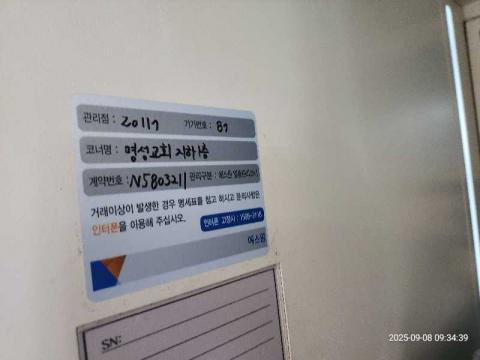 관리점 : 20117 기기번호 : 87
코너명 : 명성교회 지하1층
계약번호 : N5803211 관리구분 :
거래이상이 발생한 경우 명세표를 참고 하시고 문의사항은
인터폰을 이용해 주십시오.
인터폰 고장시 :
에스원
SN:
2025-09-08 09:34:39